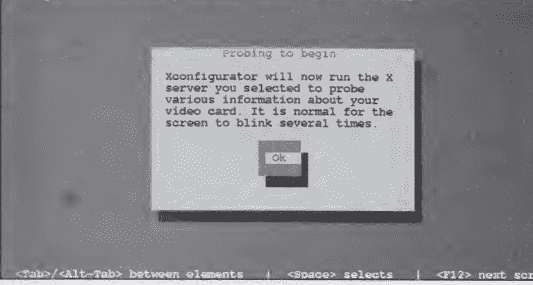 Probing to begin
Xconfigurator will now run the X
server you selected to probe
various information about your
video card. It is normal for the
screen to blink several times.
Ok
<Tab>/<Alt-Tab> between elements | <Space> selects | <F12> next scr